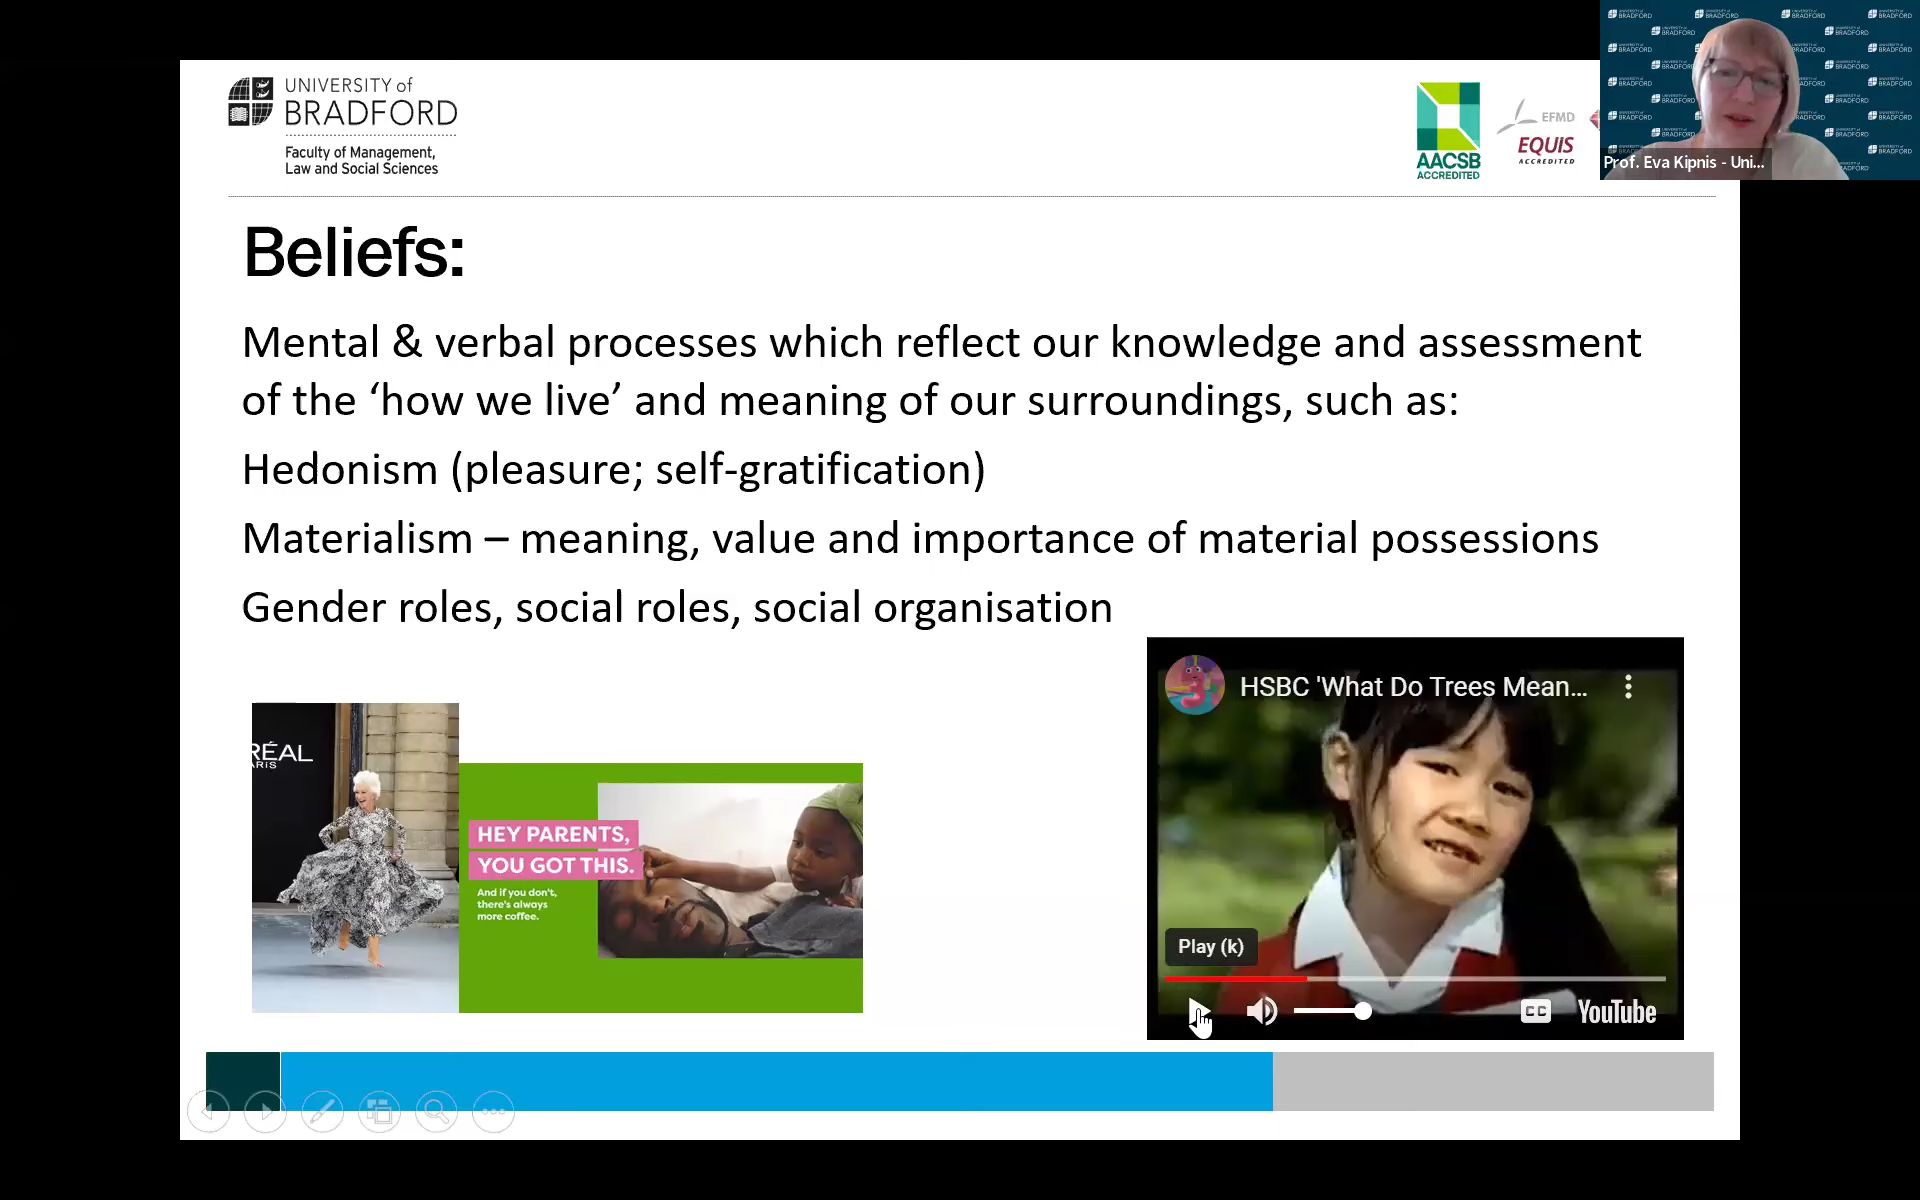 UNIVERSITY of
BRADFORD
Faculty of Management,
Law and Social Sciences
AACSB
ACCREDITED
EFMD
EQUIS
ACCREDITED
UNIVERSITY of
BRADFORD
Prof. Eva Kipnis - Uni...
Beliefs:
Mental & verbal processes which reflect our knowledge and assessment
of the ‘how we live’ and meaning of our surroundings, such as:
Hedonism (pleasure; self-gratification)
Materialism – meaning, value and importance of material possessions
Gender roles, social roles, social organisation
RÉAL
ARIS
HEY PARENTS,
YOU GOT THIS.
And if you don't,
there's always
more coffee.
HSBC 'What Do Trees Mean...
Play (k)
CC
YouTube